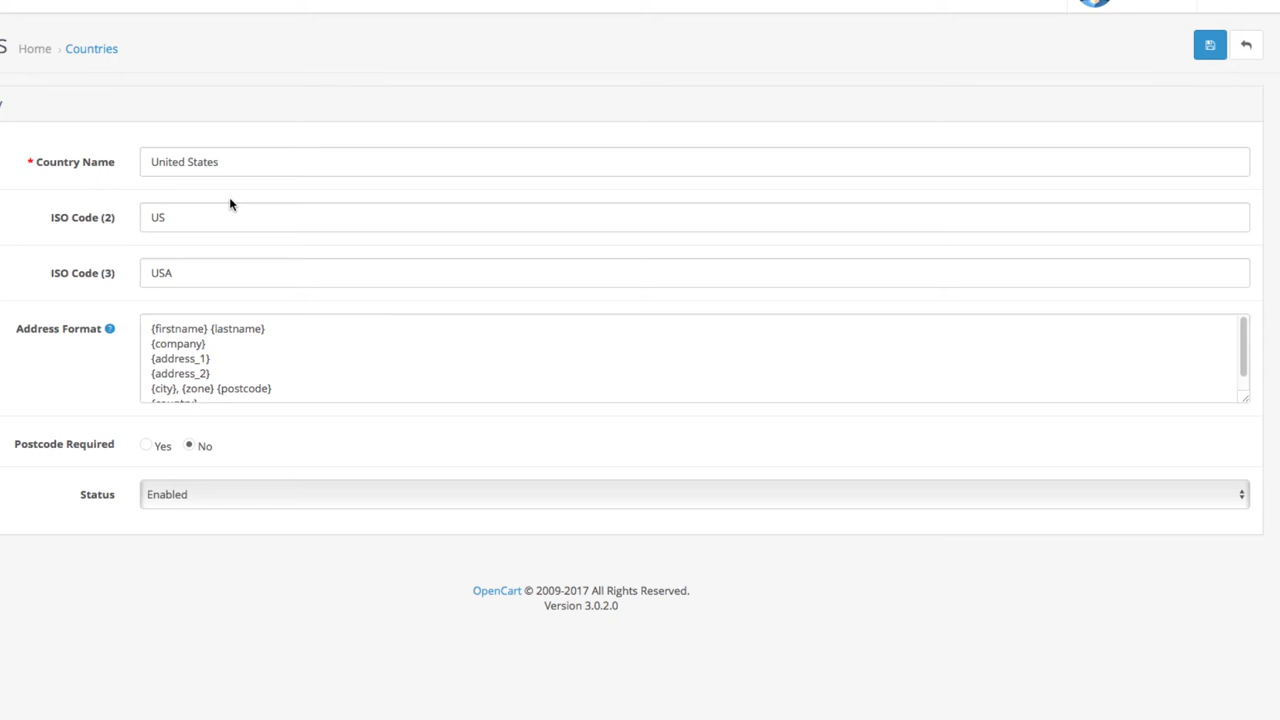 Home › Countries
* Country Name
United States
ISO Code (2)
US
ISO Code (3)
USA
Address Format
{firstname} {lastname}
{company}
{address_1}
{address_2}
{city}, {zone} {postcode}
Postcode Required
Yes No
Status
Enabled
OpenCart © 2009-2017 All Rights Reserved.
Version 3.0.2.0